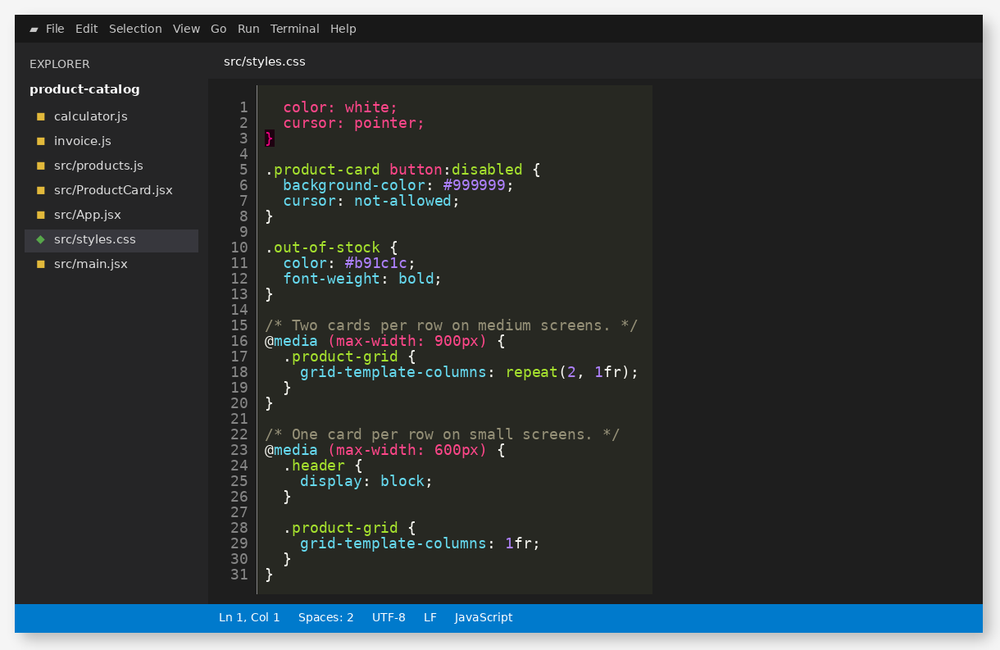 File Edit Selection View Go Run Terminal Help
EXPLORER
product-catalog
calculator.js
invoice.js
src/products.js
src/ProductCard.jsx
src/App.jsx
src/styles.css
src/main.jsx
src/styles.css
1   color: white;
2   cursor: pointer;
3 }
4
5 .product-card button:disabled {
6   background-color: #999999;
7   cursor: not-allowed;
8 }
9
10 .out-of-stock {
11   color: #b91c1c;
12   font-weight: bold;
13 }
14
15 /* Two cards per row on medium screens. */
16 @media (max-width: 900px) {
17   .product-grid {
18     grid-template-columns: repeat(2, 1fr);
19   }
20 }
21
22 /* One card per row on small screens. */
23 @media (max-width: 600px) {
24   .header {
25     display: block;
26   }
27
28   .product-grid {
29     grid-template-columns: 1fr;
30   }
31 }
Ln 1, Col 1 Spaces: 2 UTF-8 LF JavaScript